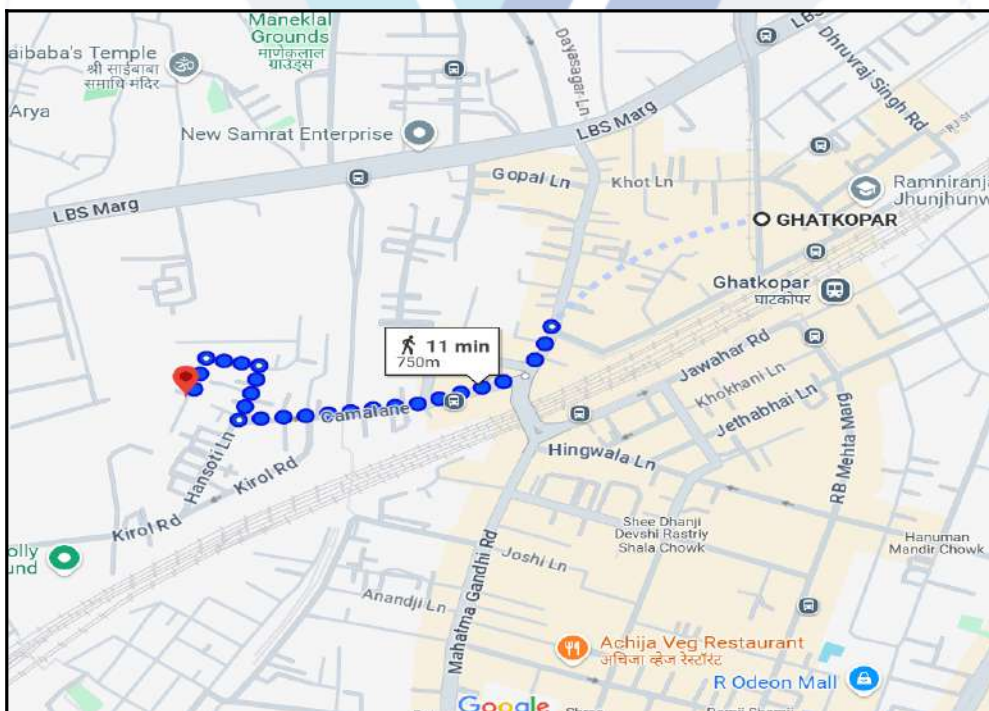 Maneklal
Grounds
माणेकलाल
ग्राउंड्स
aibaba's Temple
श्री साईबाबा
समाधि मंदिर
Arya
New Samrat Enterprise
LBS
Dayasagar Ln
Dhruvraj Singh Rd
RJ St
LBS Marg
Gopal Ln
Khot Ln
Ramniranja
Jhunjhunw
LBS Marg
GHATKOPAR
Ghatkopar
घाटकोपर
11 min
750m
Jawahar Rd
Khokhani Ln
Jethabhai Ln
Camalane
Hansoti Ln
Kirol Rd
Kirol Rd
Hingwala Ln
RB Mehta Marg
olly
und
Shee Dhanji
Devshi Rastriy
Shala Chowk
Hanuman
Mandir Chowk
Joshi Ln
Anandji Ln
Mahatma Gandhi Rd
Achija Veg Restaurant
अचिजा व्हेज रेस्टॉरंट
R Odeon Mall
Google